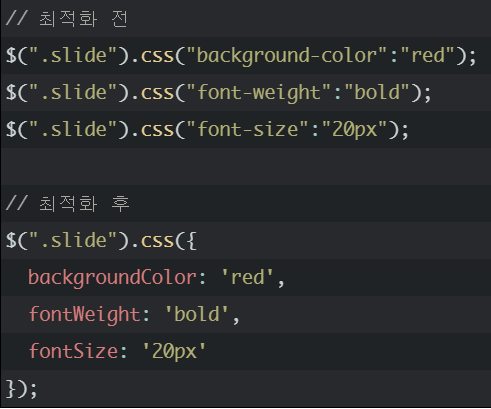 // 최적화 전
$(".slide").css("background-color":"red");
$(".slide").css("font-weight":"bold");
$(".slide").css("font-size":"20px");
// 최적화 후
$(".slide").css({
  backgroundColor: 'red',
  fontWeight: 'bold',
  fontSize: '20px'
});